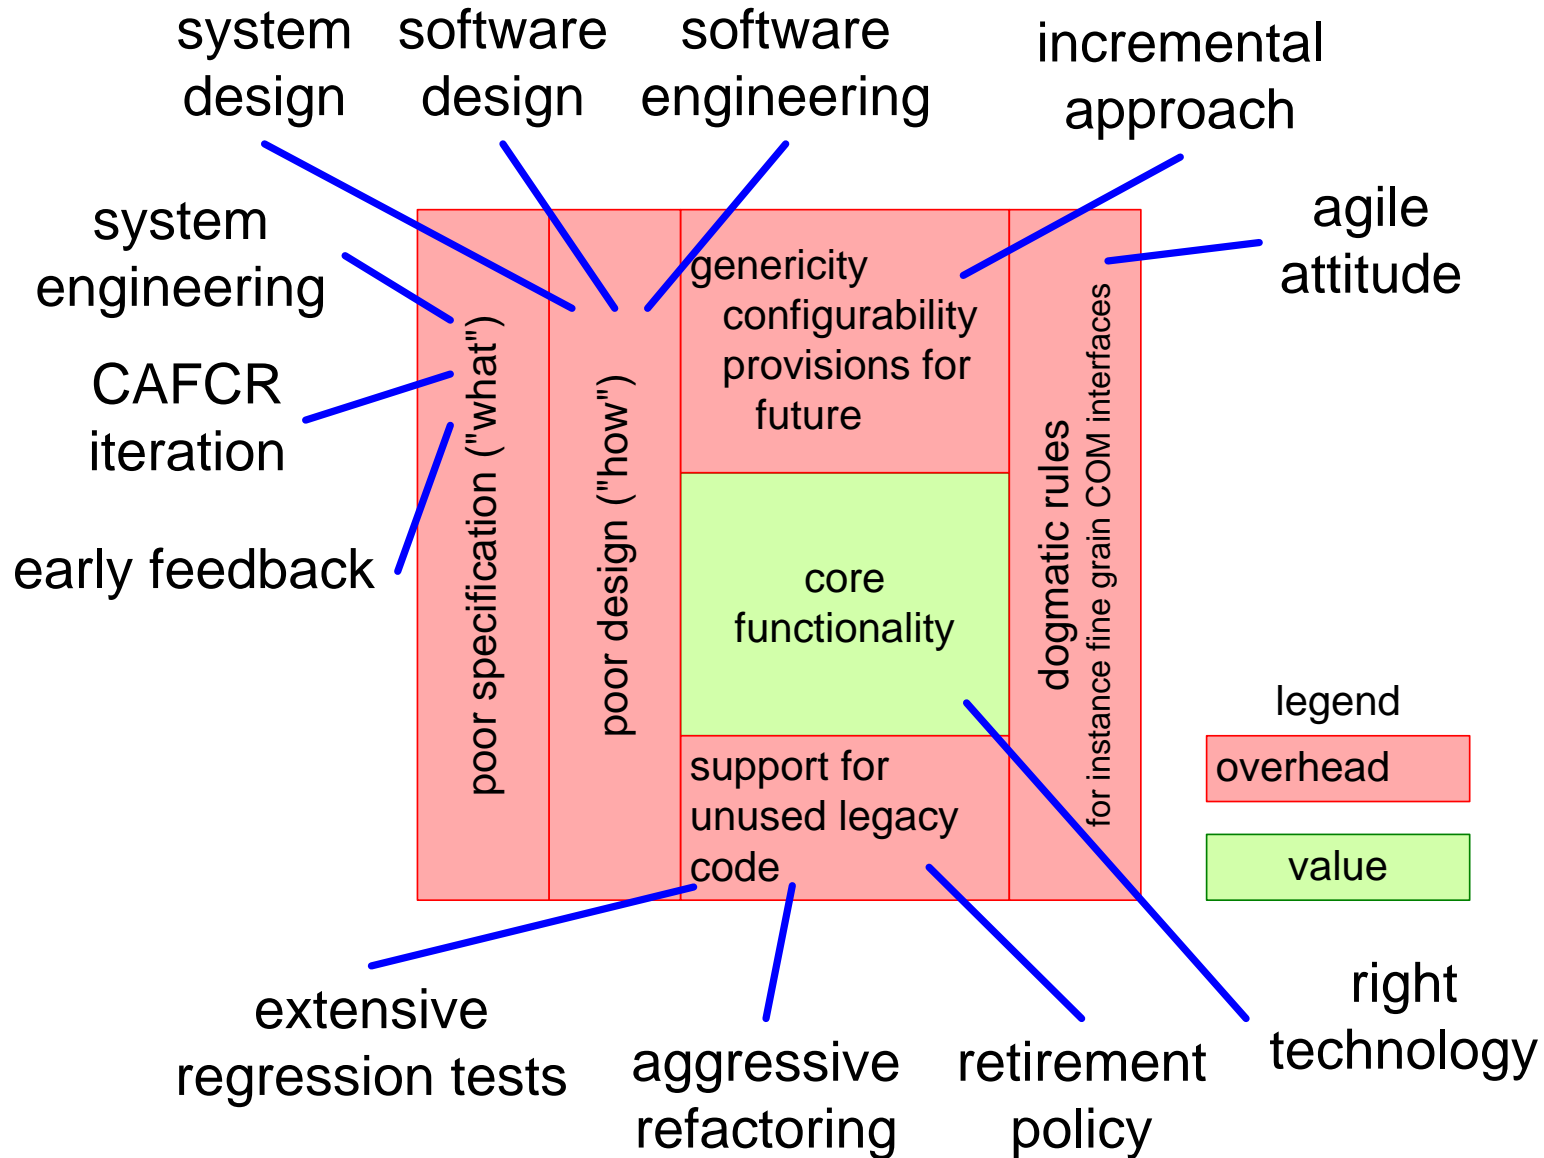 system
design
software
design
software
engineering
incremental
approach
system
engineering
agile
attitude
CAFCR
iteration
early feedback
poor specification ("what")
poor design ("how")
genericity
configurability
provisions for
future
core
functionality
support for
unused legacy
code
dogmatic rules
for instance fine grain COM interfaces
legend
overhead
value
extensive
regression tests
aggressive
refactoring
retirement
policy
right
technology